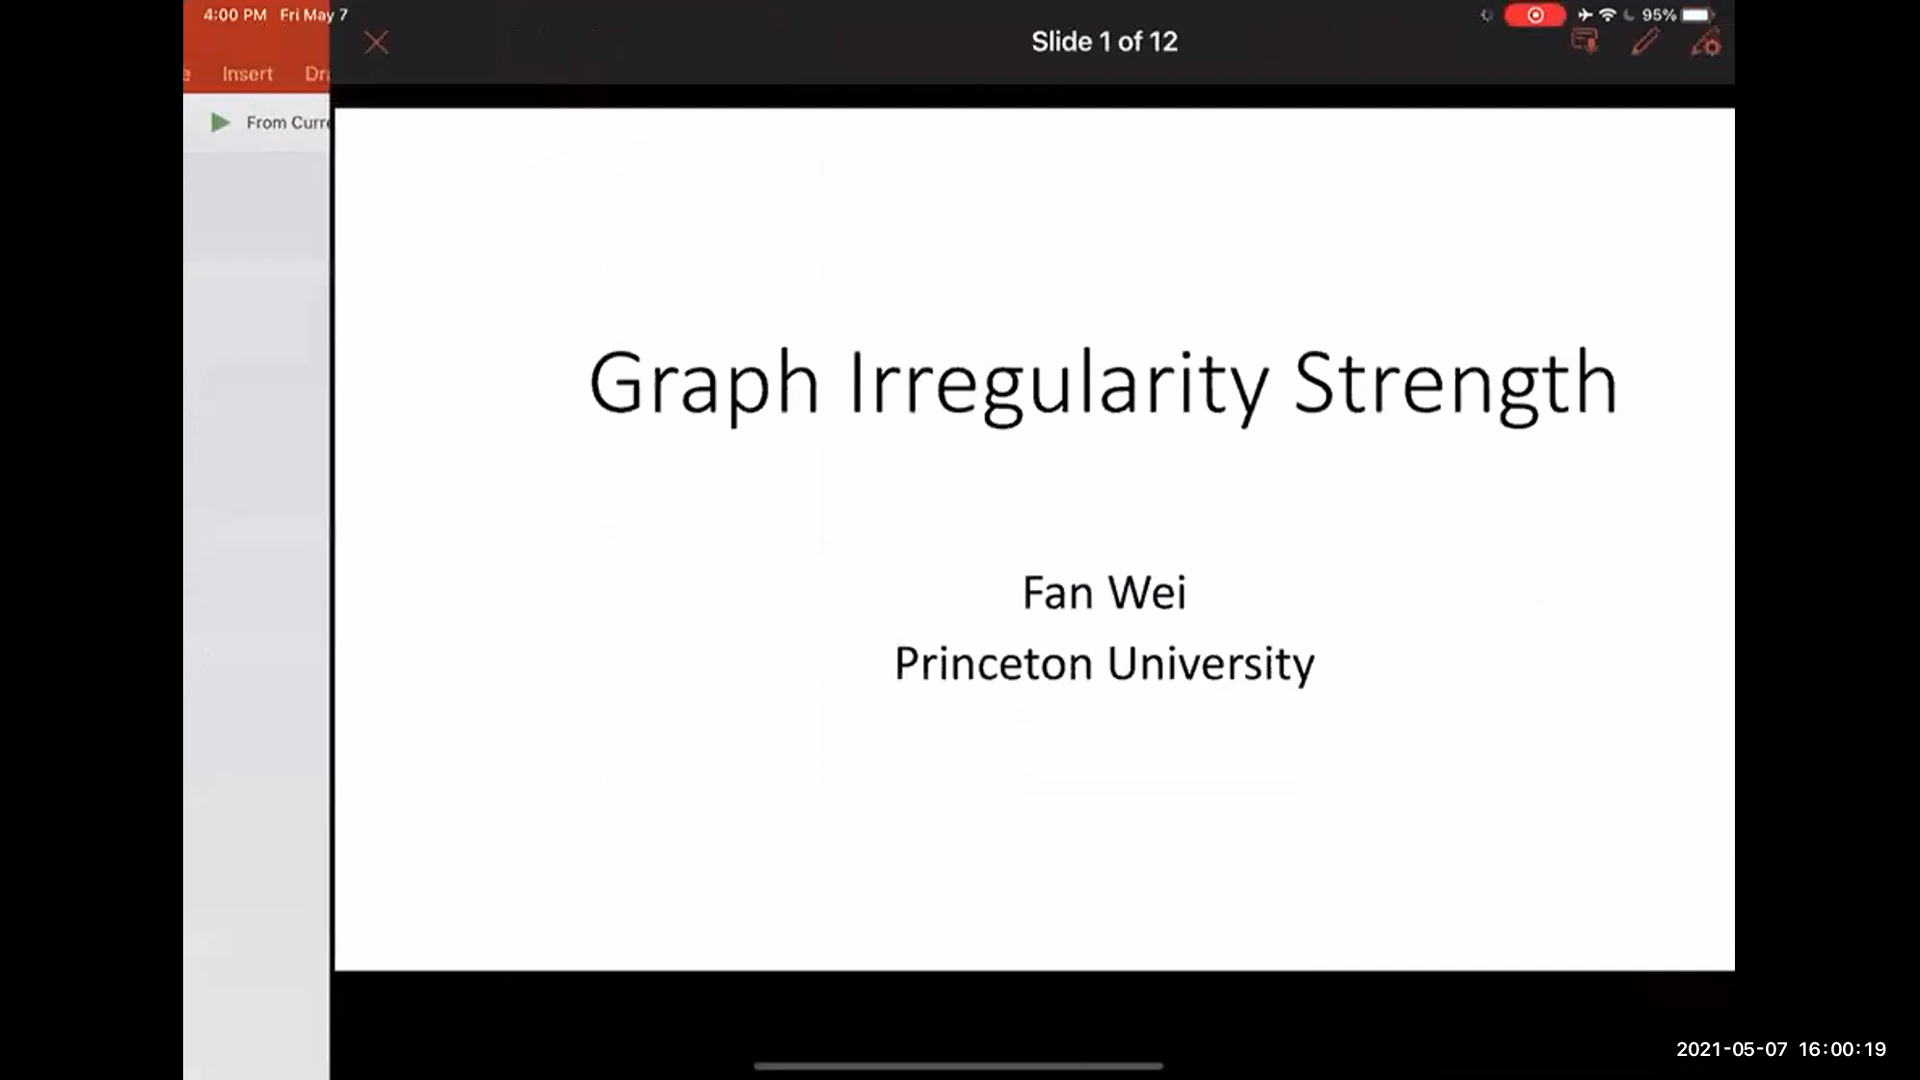 4:00 PM Fri May 7
95%
Slide 1 of 12
Insert
From
Graph Irregularity Strength
Fan Wei
Princeton University
2021-05-07 16:00:19